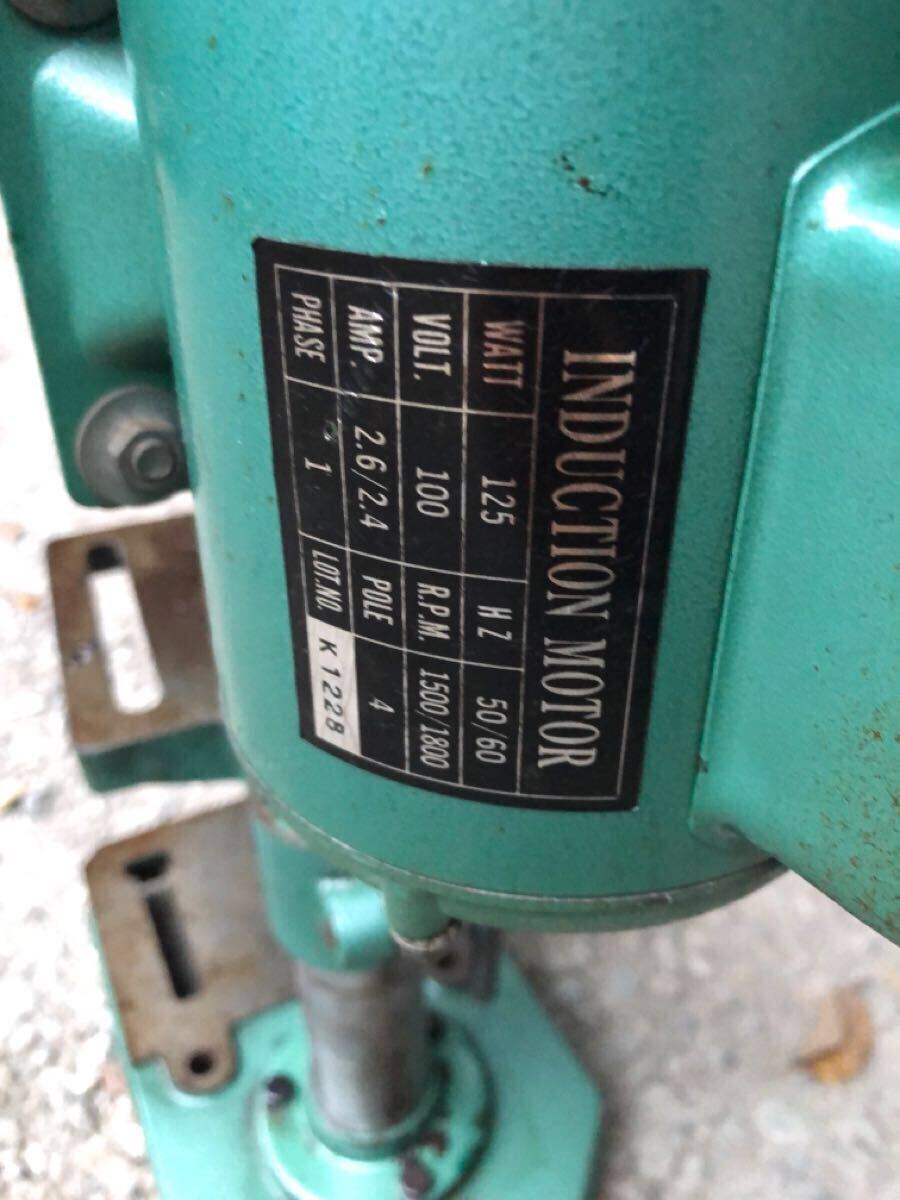 INDUCTION MOTOR
WATT 125 HZ 50/60
VOLT. 100 R.P.M. 1500/1800
AMP. 2.6/2.4 POLE 4
PHASE 1 LOT.NO. K1228